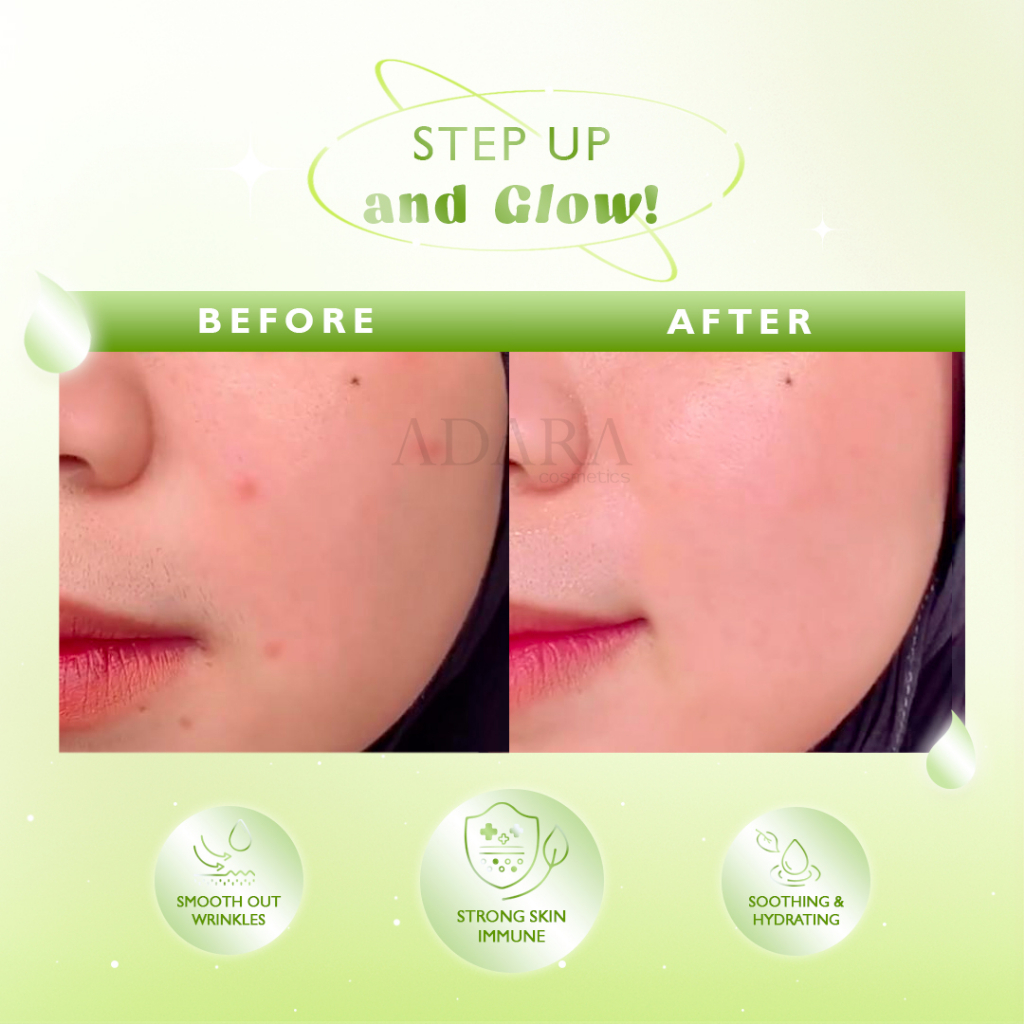 STEP UP
and Glow!
BEFORE
AFTER
ADARA
cosmetics
SMOOTH OUT
WRINKLES
STRONG SKIN
IMMUNE
SOOTHING &
HYDRATING